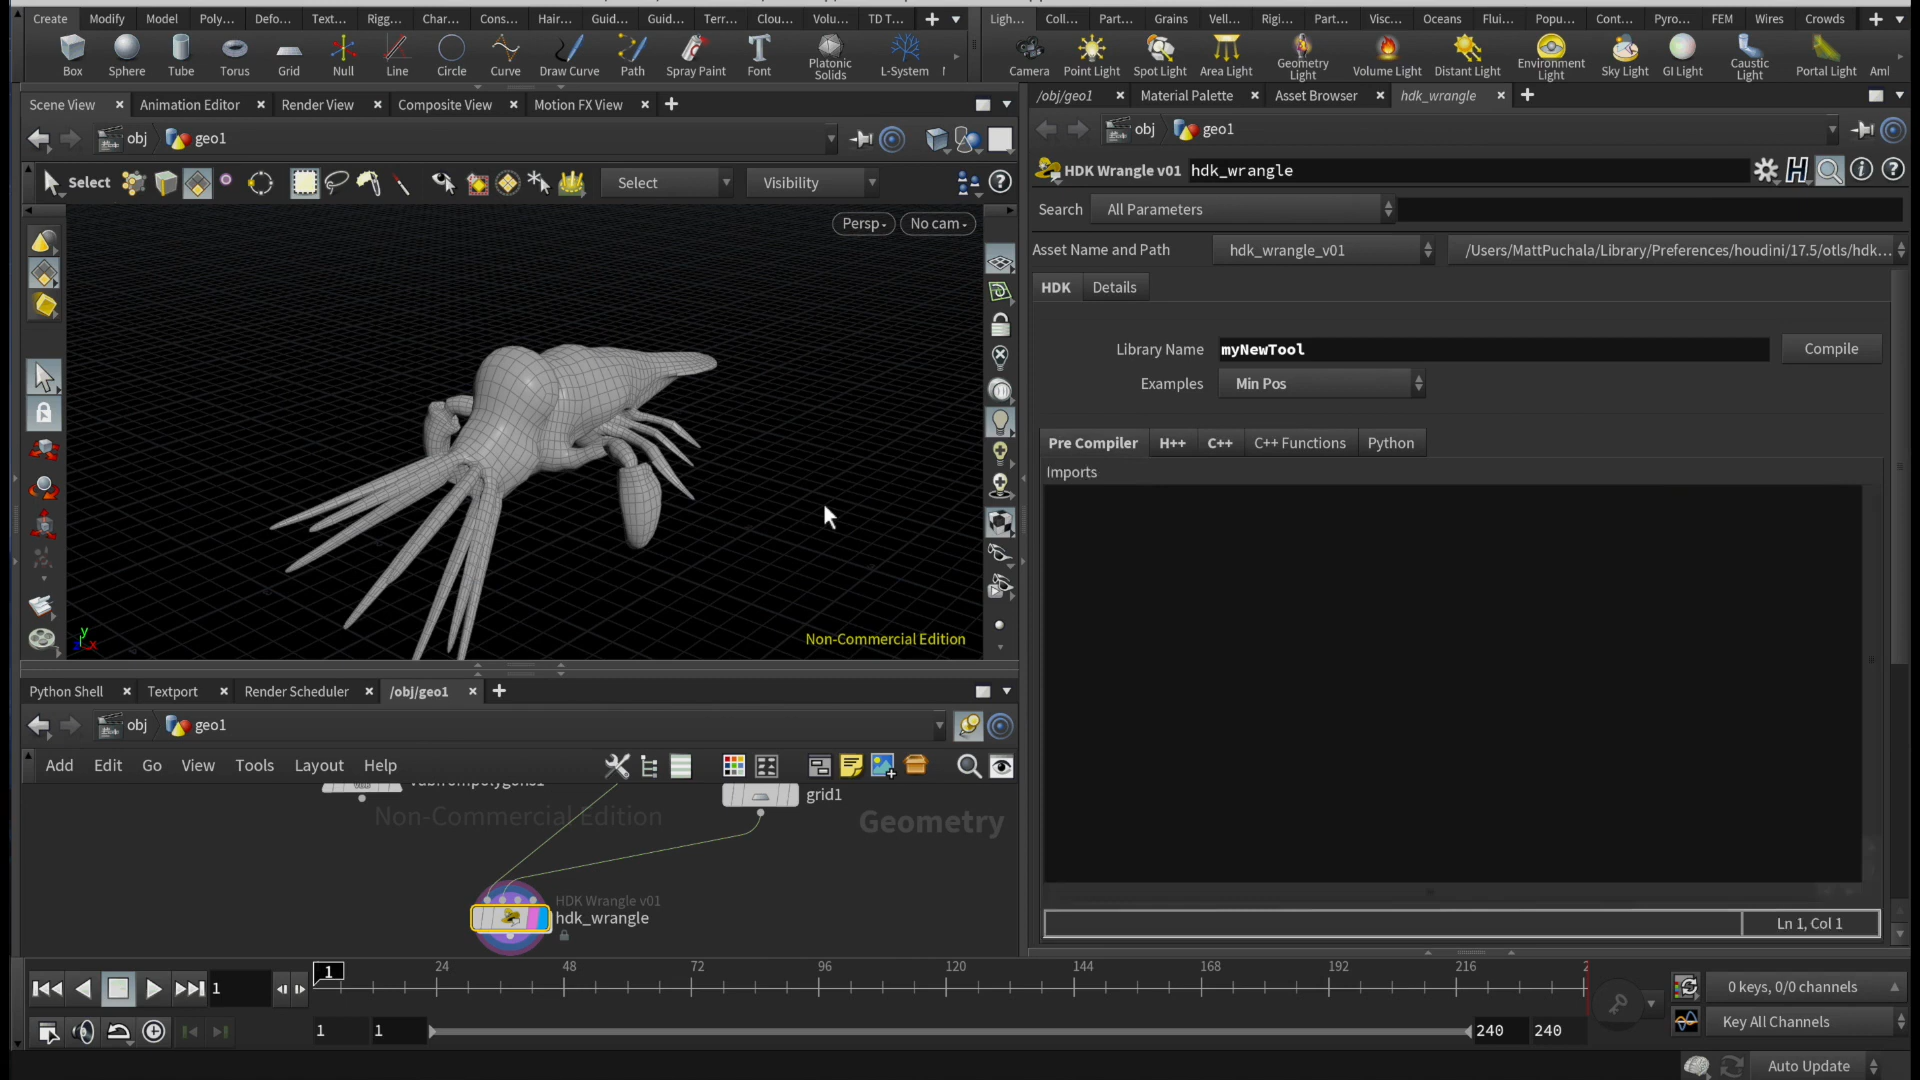 Create Modify Model Poly... Defo... Text... Rigg... Char... Cons... Hair... Guid... Guid... Terr... Clou... Volu... TD T...
Ligh... Coll... Part... Grains Vell... Rigi... Part... Visc... Oceans Flui... Popu... Cont... Pyro... FEM Wires Crowds
Box Sphere Tube Torus Grid Null Line Circle Curve Draw Curve Path Spray Paint Font Platonic Solids L-System
Camera Point Light Spot Light Area Light Geometry Light Volume Light Distant Light Environment Light Sky Light GI Light Caustic Light Portal Light Aml
Scene View Animation Editor Render View Composite View Motion FX View
obj geo1
Select Select Visibility
Persp No cam
Non-Commercial Edition
/obj/geo1 Material Palette Asset Browser hdk_wrangle
obj geo1
HDK Wrangle v01 hdk_wrangle
Search All Parameters
Asset Name and Path hdk_wrangle_v01 /Users/MattPuchala/Library/Preferences/houdini/17.5/otls/hdk...
HDK Details
Library Name myNewTool Compile
Examples Min Pos
Pre Compiler H++ C++ C++ Functions Python
Imports
Ln 1, Col 1
Python Shell Textport Render Scheduler /obj/geo1
obj geo1
Add Edit Go View Tools Layout Help
grid1
Non-Commercial Edition Geometry
HDK Wrangle v01
hdk_wrangle
1 1 24 48 72 96 120 144 168 192 216 2
0 keys, 0/0 channels
1 1 240 240
Key All Channels
Auto Update